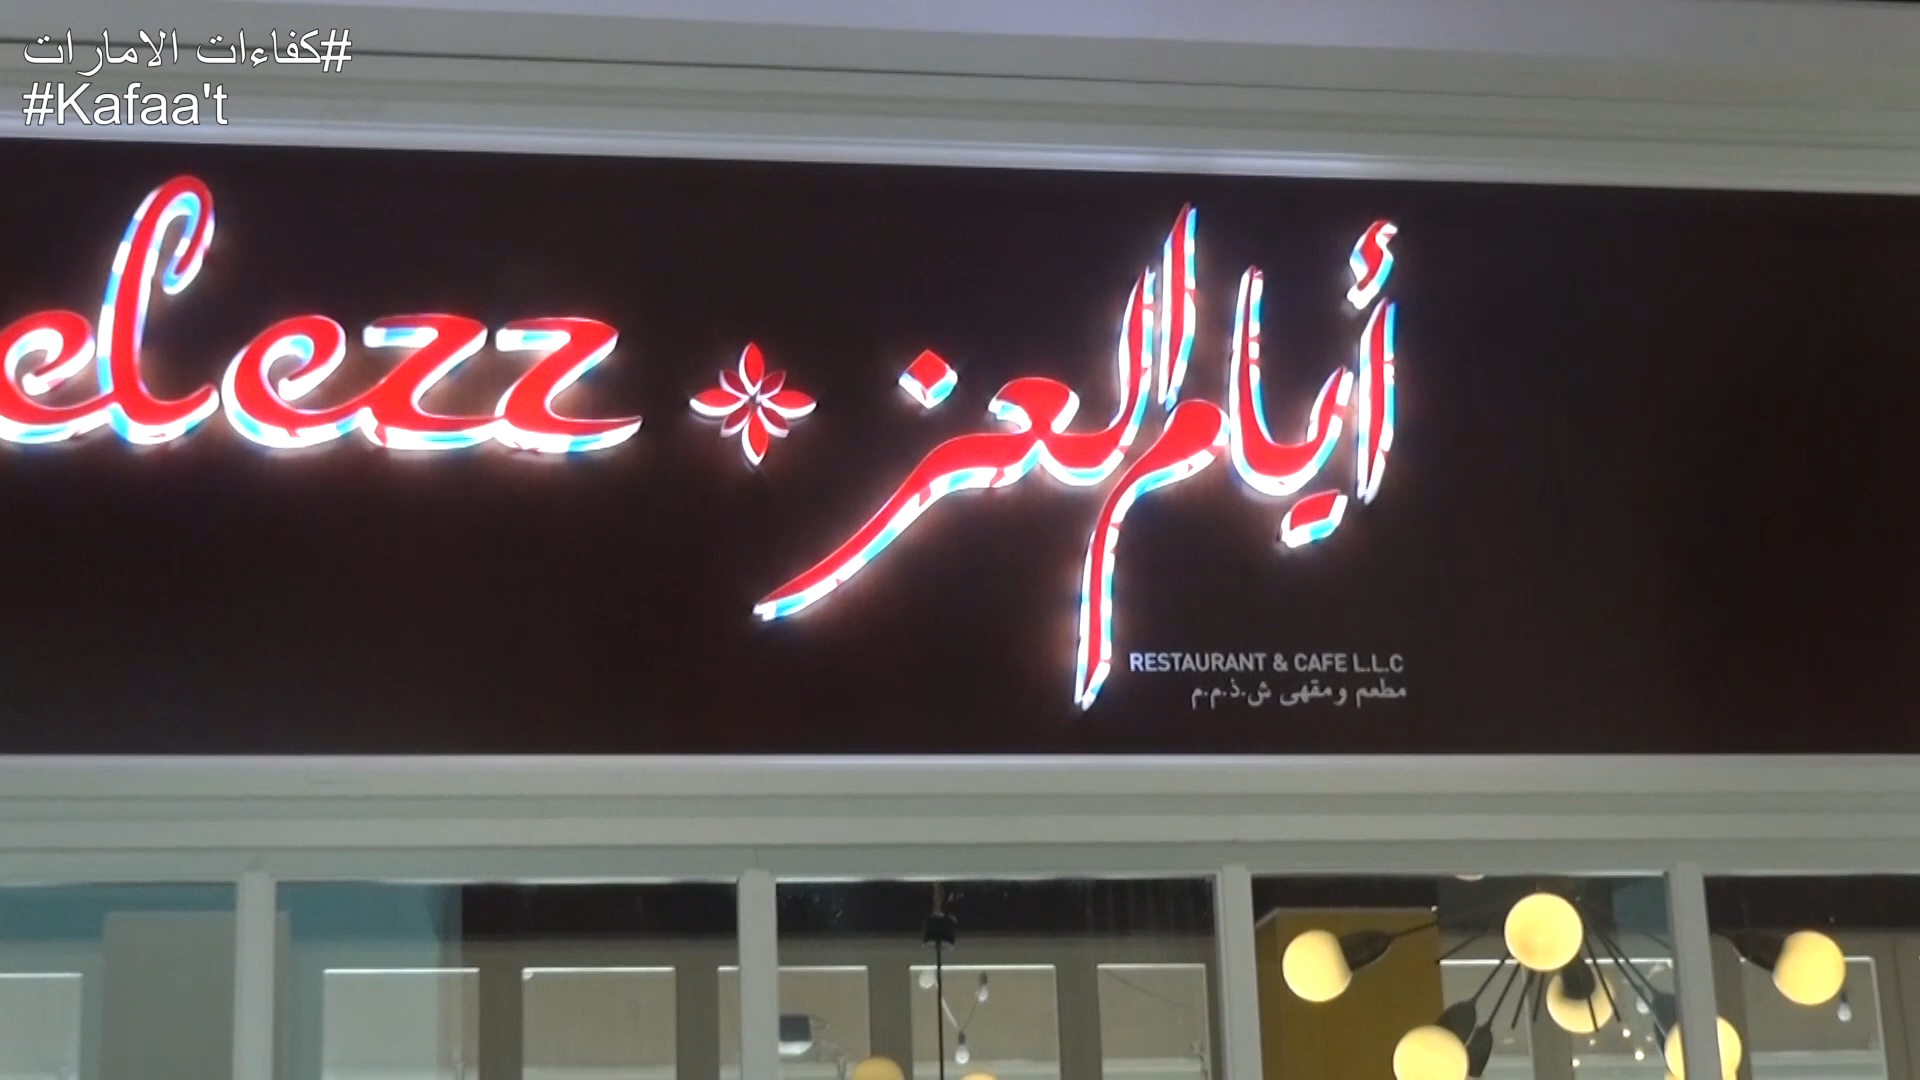 #كفاءات الامارات
#Kafaa't
elezz
أيام العز
RESTAURANT & CAFE L.L.C
مطعم ومقهى ش.ذ.م.م